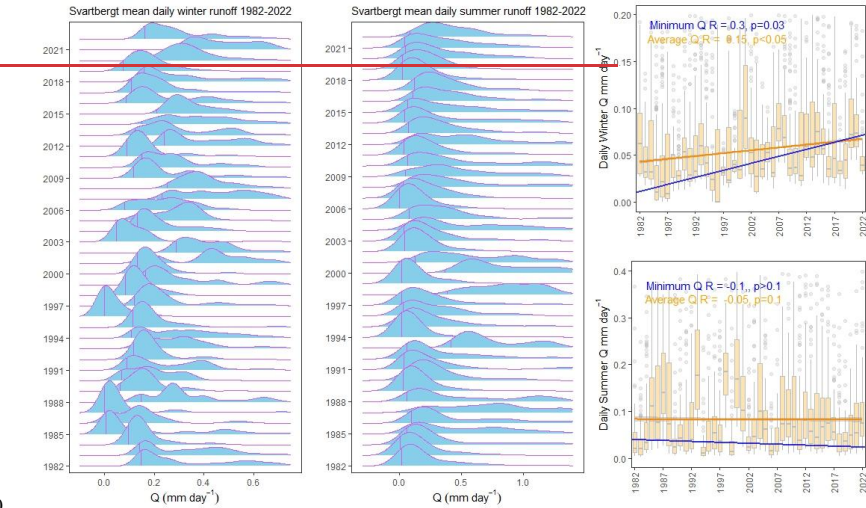 Svartbergt mean daily winter runoff 1982-2022
2021
2018
2015
2012
2009
2006
2003
2000
1997
1994
1991
1988
1985
1982
0.0 0.2 0.4 0.6
Q (mm day⁻¹)
Svartbergt mean daily summer runoff 1982-2022
2021
2018
2015
2012
2009
2006
2003
2000
1997
1994
1991
1988
1985
1982
0.0 0.5 1.0
Q (mm day⁻¹)
Daily Winter Q mm day⁻¹
0.20
0.15
0.10
0.05
0.00
Minimum Q R = 0.3, p=0.03
Average Q R = 0.15, p<0.05
1982 1987 1992 1997 2002 2007 2012 2017 2022
Daily Summer Q mm day⁻¹
0.4
0.3
0.2
0.1
0.0
Minimum Q R = -0.1,, p>0.1
Average Q R = -0.05, p=0.1
1982 1987 1992 1997 2002 2007 2012 2017 2022